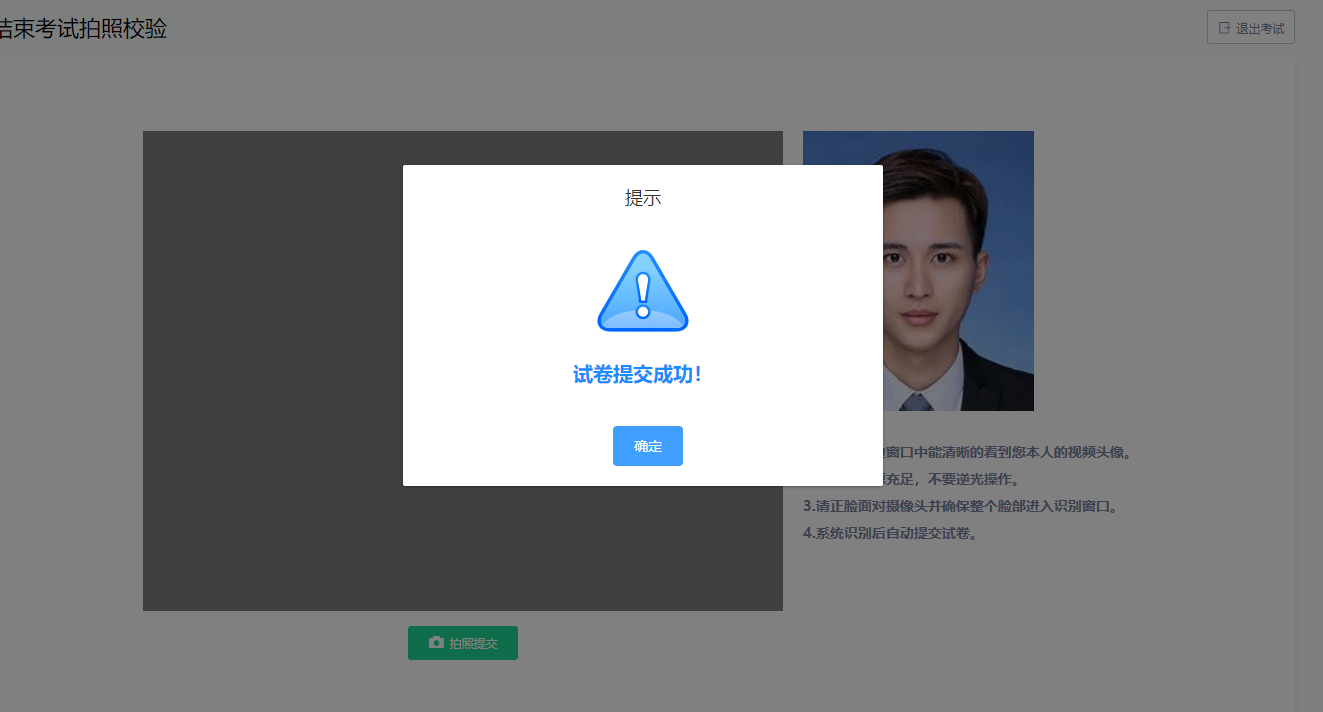 结束考试拍照校验
退出考试
提示
试卷提交成功！
确定
窗口中能清晰的看到您本人的视频头像。
充足，不要逆光操作。
3.请正脸面对摄像头并确保整个脸部进入识别窗口。
4.系统识别后自动提交试卷。
拍照提交